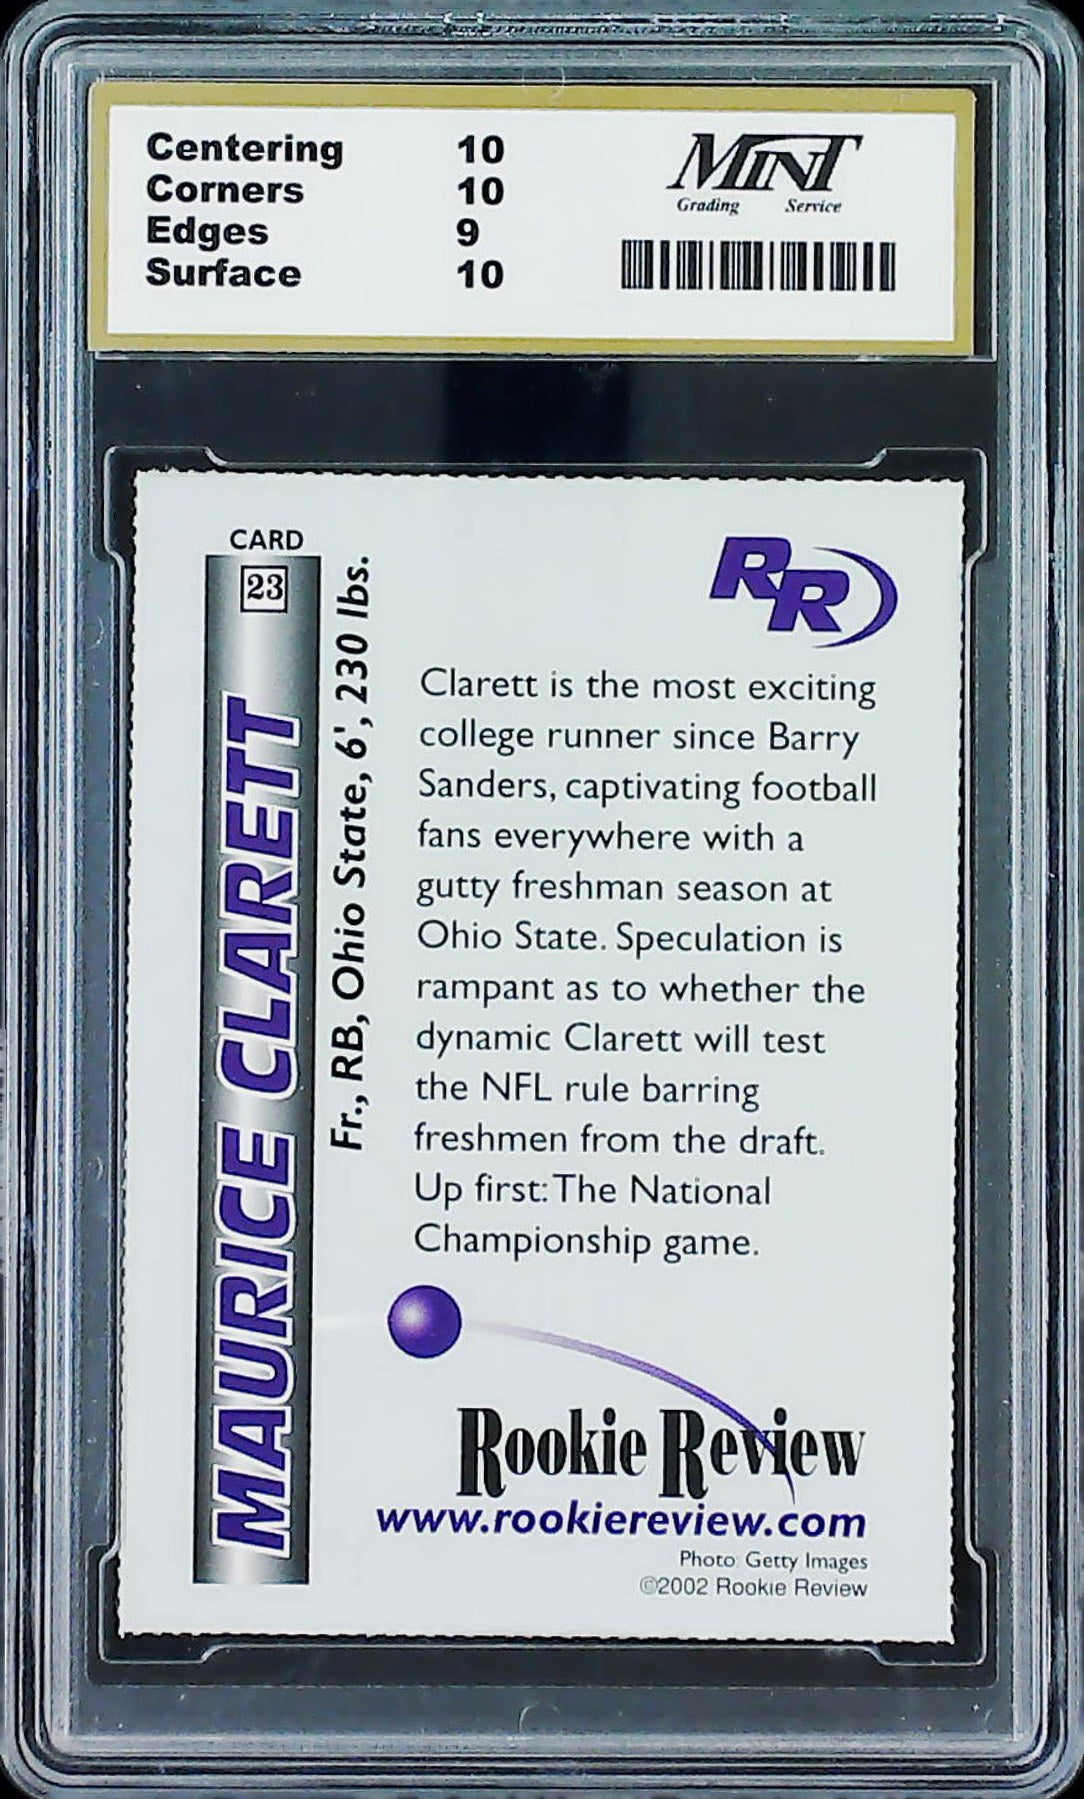 Centering 10
Corners 10
Edges 9
Surface 10
MINT
Grading Service
CARD
23
MAURICE CLARETT
Fr., RB, Ohio State, 6', 230 lbs.
RR
Clarett is the most exciting
college runner since Barry
Sanders, captivating football
fans everywhere with a
gutty freshman season at
Ohio State. Speculation is
rampant as to whether the
dynamic Clarett will test
the NFL rule barring
freshmen from the draft.
Up first: The National
Championship game.
Rookie Review
www.rookiereview.com
Photo: Getty Images
©2002 Rookie Review